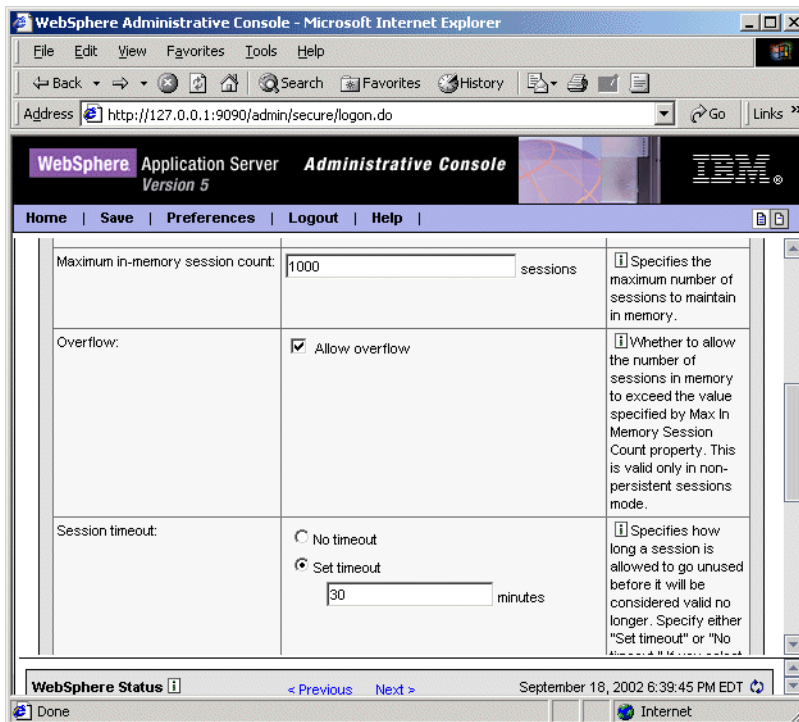 WebSphere Administrative Console - Microsoft Internet Explorer
File Edit View Favorites Tools Help
Back Search Favorites History
Address http://127.0.0.1:9090/admin/secure/logon.do Go Links »
WebSphere Application Server Administrative Console
Version 5
IBM®
Home | Save | Preferences | Logout | Help |
Maximum in-memory session count:
1000 sessions
i Specifies the
maximum number of
sessions to maintain
in memory.
Overflow:
Allow overflow
i Whether to allow
the number of
sessions in memory
to exceed the value
specified by Max In
Memory Session
Count property. This
is valid only in non-
persistent sessions
mode.
Session timeout:
No timeout
Set timeout
30 minutes
i Specifies how
long a session is
allowed to go unused
before it will be
considered valid no
longer. Specify either
"Set timeout" or "No
timeout." If you select
WebSphere Status i < Previous Next > September 18, 2002 6:39:45 PM EDT
Done Internet